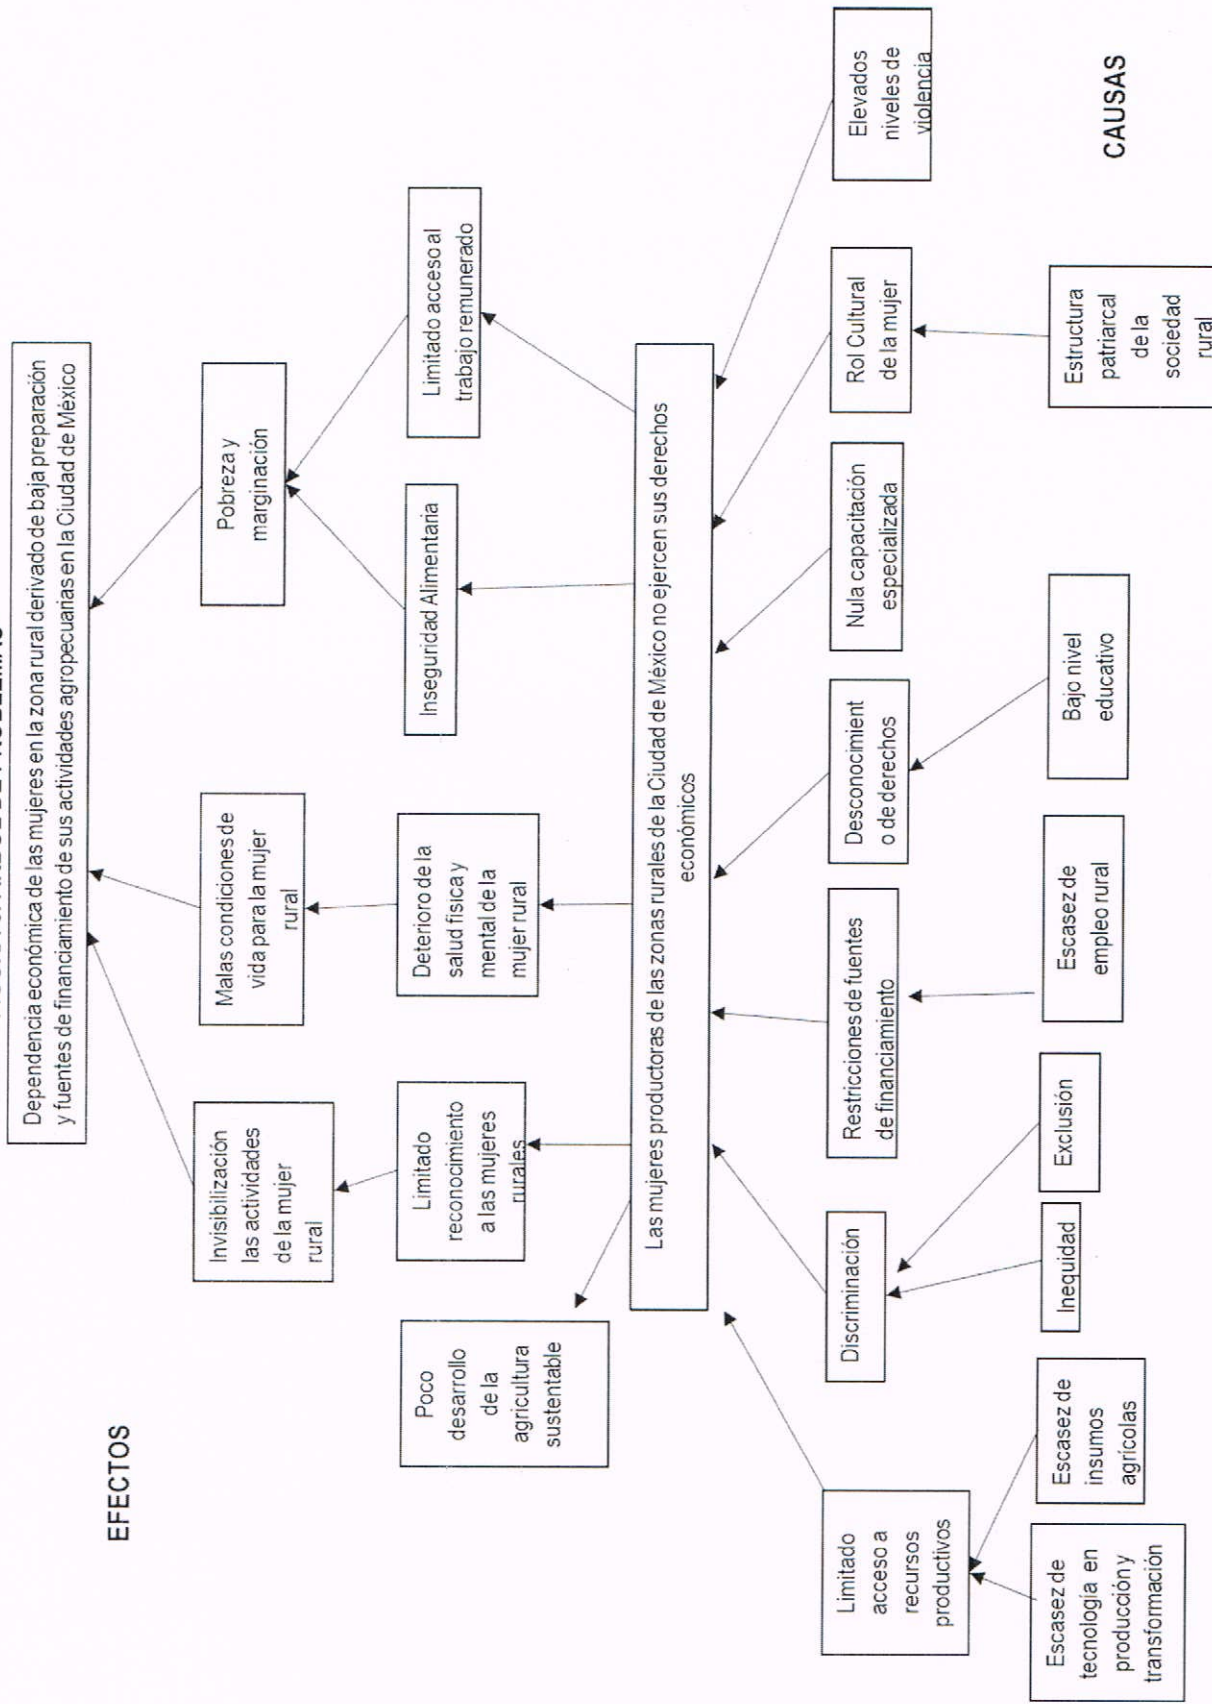 Dependencia económica de las mujeres en la zona rural derivado de baja preparación
y fuentes de financiamiento de sus actividades agropecuarias en la Ciudad de México
EFECTOS
Invisibilización
las actividades
de la mujer
rural
Malas condiciones de
vida para la mujer
rural
Pobreza y
marginación
Poco
desarrollo
de la
agricultura
sustentable
Limitado
reconocimiento
a las mujeres
rurales
Deterioro de la
salud física y
mental de la
mujer rural
Inseguridad Alimentaria
Limitado acceso al
trabajo remunerado
Las mujeres productoras de las zonas rurales de la Ciudad de México no ejercen sus derechos
económicos
Limitado
acceso a
recursos
productivos
Discriminación
Restricciones de fuentes
de financiamiento
Desconocimient
o de derechos
Nula capacitación
especializada
Rol Cultural
de la mujer
Elevados
niveles de
violencia
Escasez de
tecnología en
producción y
transformación
Escasez de
insumos
agrícolas
Inequidad
Exclusión
Escasez de
empleo rural
Bajo nivel
educativo
Estructura
patriarcal
de la
sociedad
rural
CAUSAS